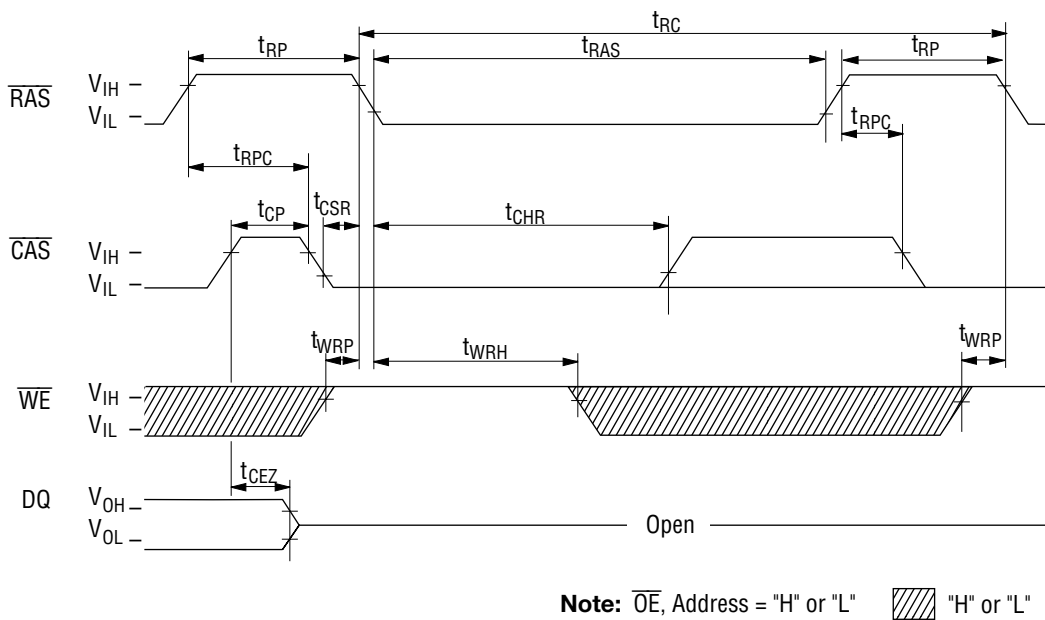 tRC
tRP
tRAS
tRP
RAS
VIH
VIL
tRPC
tRPC
tCP
tCSR
tCHR
CAS
VIH
VIL
tWRP
tWRH
tWRP
WE
VIH
VIL
tCEZ
DQ
VOH
VOL
Open
Note: OE, Address = "H" or "L" "H" or "L"